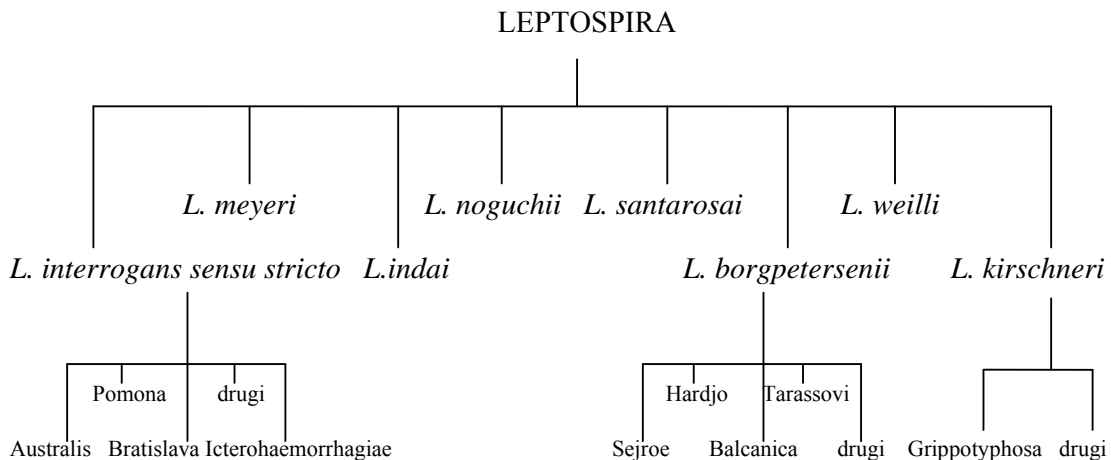 LEPTOSPIRA
L. meyeri L. noguchii L. santarosai L. weilli
L. interrogans sensu stricto L.indai L. borgpetersenii L. kirschneri
Pomona drugi Hardjo Tarassovi
Australis Bratislava Icterohaemorrhagiae Sejroe Balcanica drugi Grippotyphosa drugi